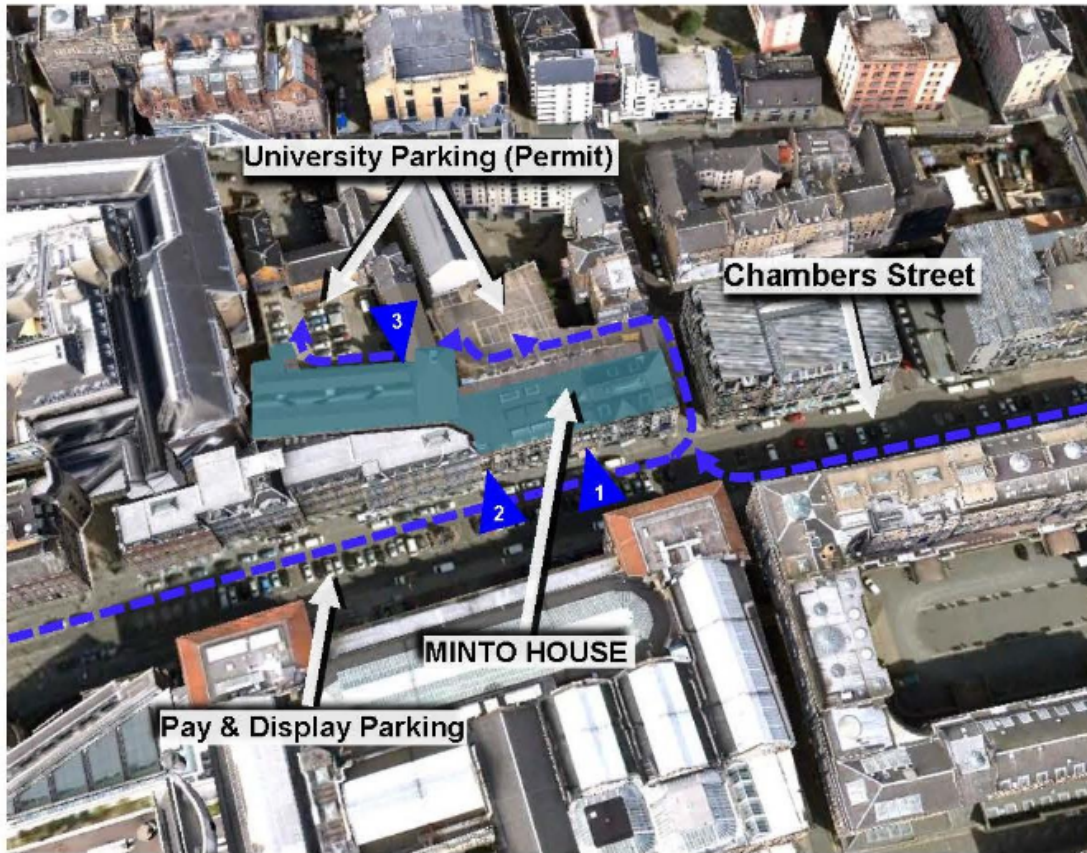 University Parking (Permit)
Chambers Street
3
1
2
MINTO HOUSE
Pay & Display Parking